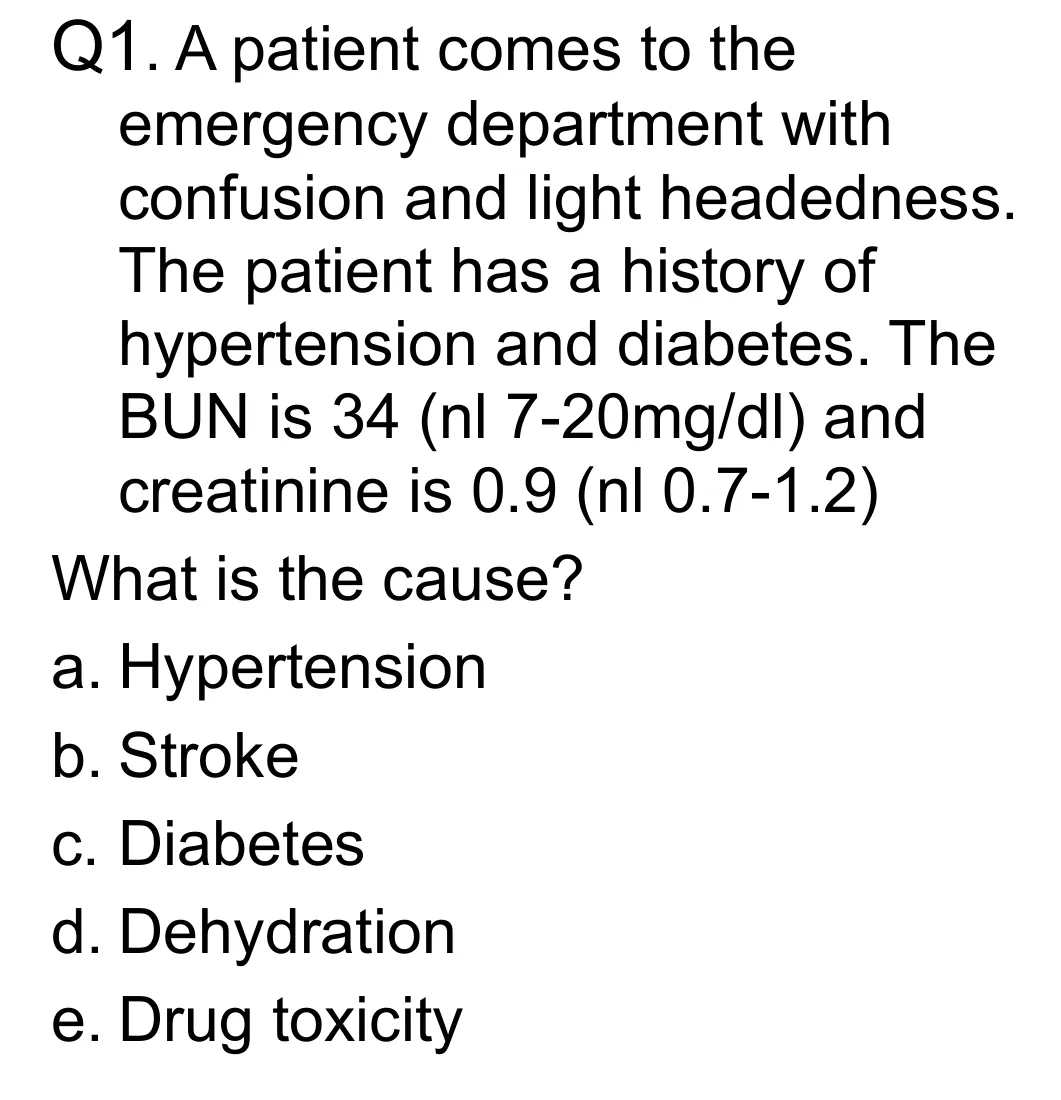 Q1. A patient comes to the
emergency department with
confusion and light headedness.
The patient has a history of
hypertension and diabetes. The
BUN is 34 (nl 7-20mg/dl) and
creatinine is 0.9 (nl 0.7-1.2)
What is the cause?
a. Hypertension
b. Stroke
c. Diabetes
d. Dehydration
e. Drug toxicity